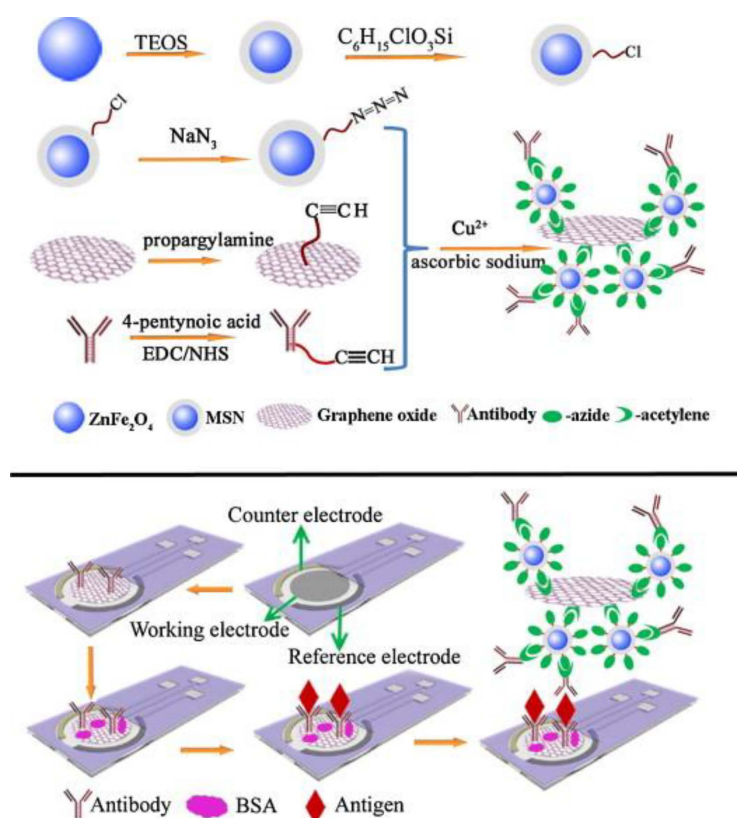 TEOS
C₆H₁₅ClO₃Si
Cl
Cl
NaN₃
N=N=N
C≡CH
propargylamine
Cu²⁺
ascorbic sodium
4-pentynoic acid
EDC/NHS
C≡CH
ZnFe₂O₄ MSN Graphene oxide Antibody -azide -acetylene
Counter electrode
Working electrode
Reference electrode
Antibody BSA Antigen